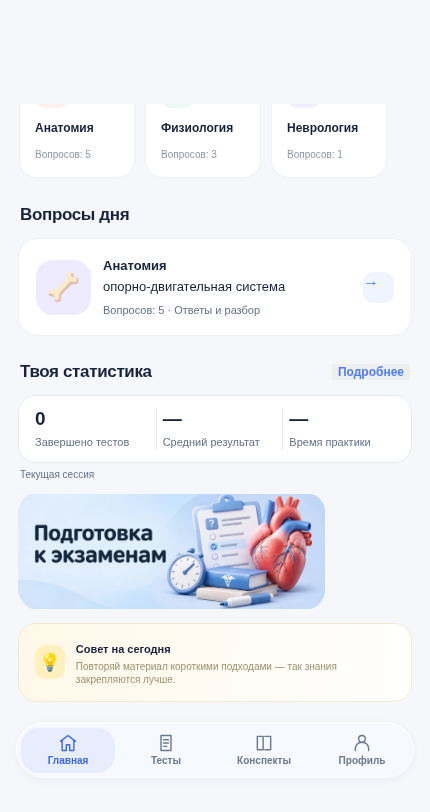 Анатомия
Физиология
Неврология
Вопросов: 5
Вопросов: 3
Вопросов: 1
Вопросы дня
Анатомия
опорно-двигательная система
→
Вопросов: 5 · Ответы и разбор
Твоя статистика
Подробнее
0
—
—
Завершено тестов
Средний результат
Время практики
Текущая сессия
Подготовка
к экзаменам
Совет на сегодня
Повторяй материал короткими подходами — так знания
закрепляются лучше.
Главная
Тесты
Конспекты
Профиль